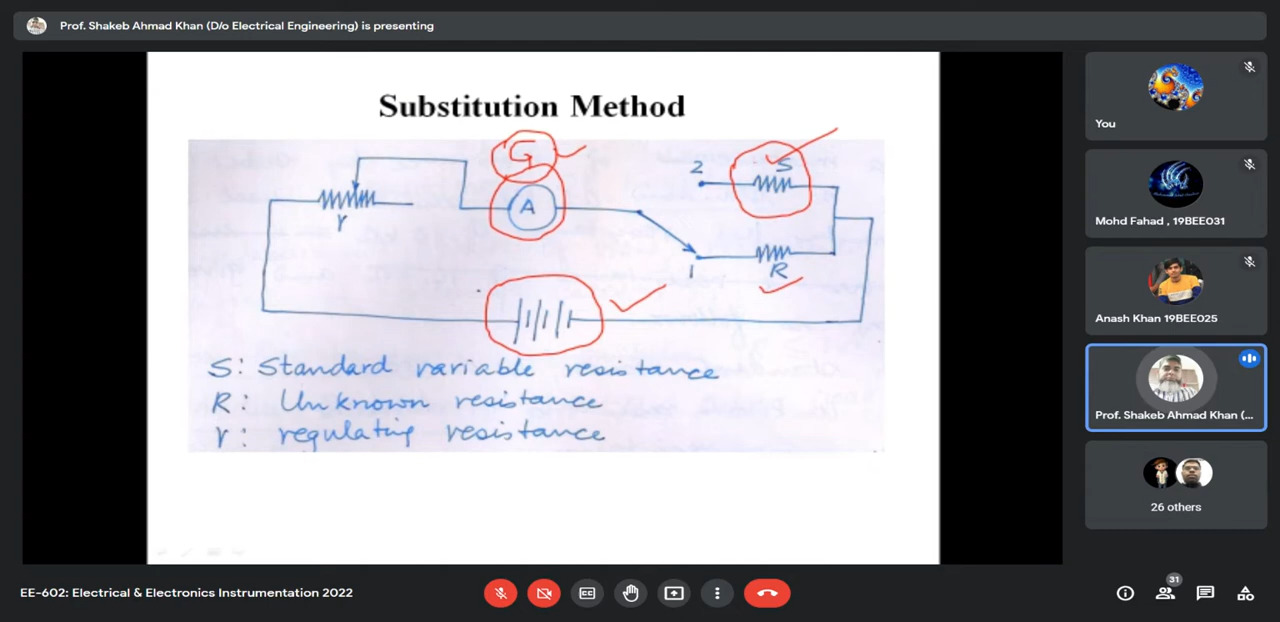 Prof. Shakeb Ahmad Khan (D/o Electrical Engineering) is presenting
Substitution Method
G
A
r
2
S
1
R
S: Standard variable resistance
R: Unknown resistance
r: regulating resistance
You
Mohd Fahad , 19BEE031
Anash Khan 19BEE025
Prof. Shakeb Ahmad Khan (...
26 others
EE-602: Electrical & Electronics Instrumentation 2022
31